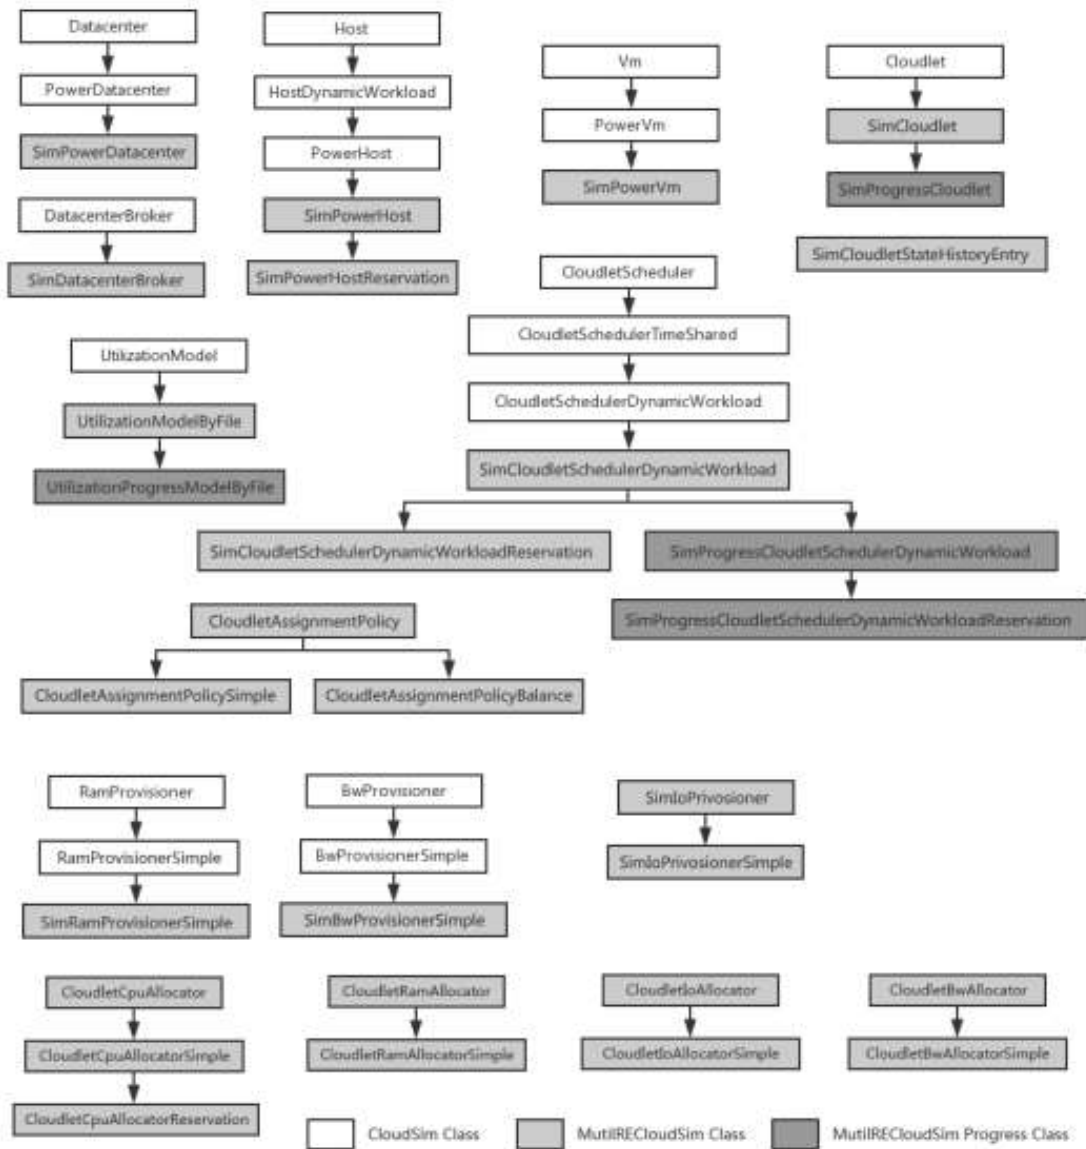 Datacenter
PowerDatacenter
SimPowerDatacenter
DatacenterBroker
SimDatacenterBroker
Host
HostDynamicWorkload
PowerHost
SimPowerHost
SimPowerHostReservation
Vm
PowerVm
SimPowerVm
Cloudlet
SimCloudlet
SimProgressCloudlet
SimCloudletStateHistoryEntry
CloudletScheduler
CloudletSchedulerTimeShared
CloudletSchedulerDynamicWorkload
SimCloudletSchedulerDynamicWorkload
SimCloudletSchedulerDynamicWorkloadReservation
SimProgressCloudletSchedulerDynamicWorkload
SimProgressCloudletSchedulerDynamicWorkloadReservation
UtilizationModel
UtilizationModelByFile
UtilizationProgressModelByFile
CloudletAssignmentPolicy
CloudletAssignmentPolicySimple
CloudletAssignmentPolicyBalance
RamProvisioner
RamProvisionerSimple
SimRamProvisionerSimple
BwProvisioner
BwProvisionerSimple
SimBwProvisionerSimple
SimIoPrivosioner
SimIoPrivosionerSimple
CloudletCpuAllocator
CloudletCpuAllocatorSimple
CloudletCpuAllocatorReservation
CloudletRamAllocator
CloudletRamAllocatorSimple
CloudletIoAllocator
CloudletIoAllocatorSimple
CloudletBwAllocator
CloudletBwAllocatorSimple
CloudSim Class
MutilRECloudSim Class
MutilRECloudSim Progress Class